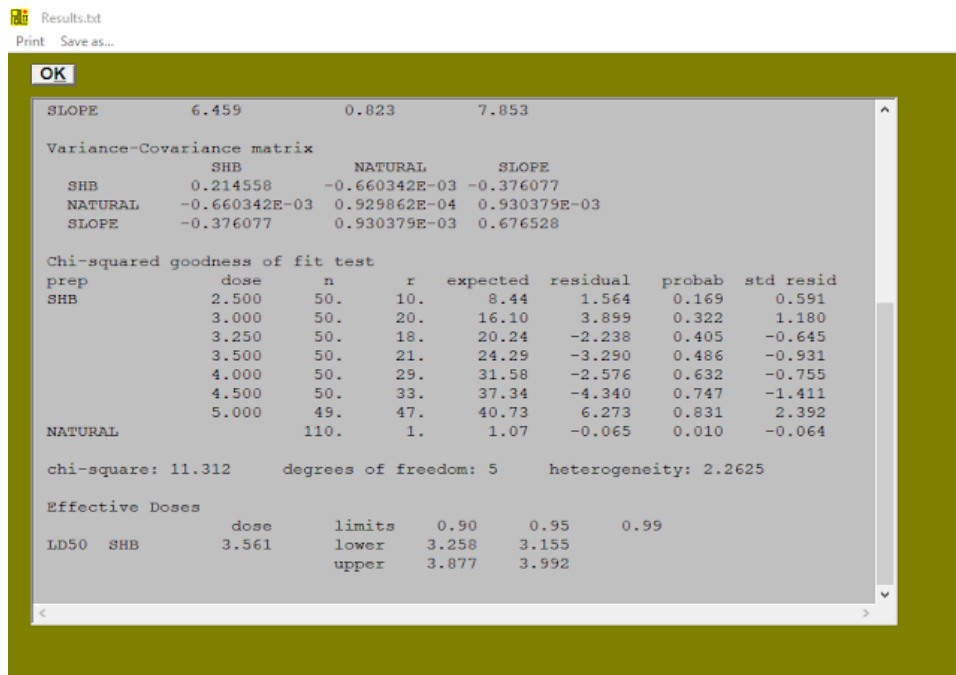 Results.txt
Print Save as...
OK
SLOPE 6.459 0.823 7.853
Variance-Covariance matrix
SHB NATURAL SLOPE
SHB 0.214558 -0.660342E-03 -0.376077
NATURAL -0.660342E-03 0.929862E-04 0.930379E-03
SLOPE -0.376077 0.930379E-03 0.676528
Chi-squared goodness of fit test
prep dose n r expected residual probab std resid
SHB 2.500 50. 10. 8.44 1.564 0.169 0.591
3.000 50. 20. 16.10 3.899 0.322 1.180
3.250 50. 18. 20.24 -2.238 0.405 -0.645
3.500 50. 21. 24.29 -3.290 0.486 -0.931
4.000 50. 29. 31.58 -2.576 0.632 -0.755
4.500 50. 33. 37.34 -4.340 0.747 -1.411
5.000 49. 47. 40.73 6.273 0.831 2.392
NATURAL 110. 1. 1.07 -0.065 0.010 -0.064
chi-square: 11.312 degrees of freedom: 5 heterogeneity: 2.2625
Effective Doses
dose limits 0.90 0.95 0.99
LD50 SHB 3.561 lower 3.258 3.155
upper 3.877 3.992